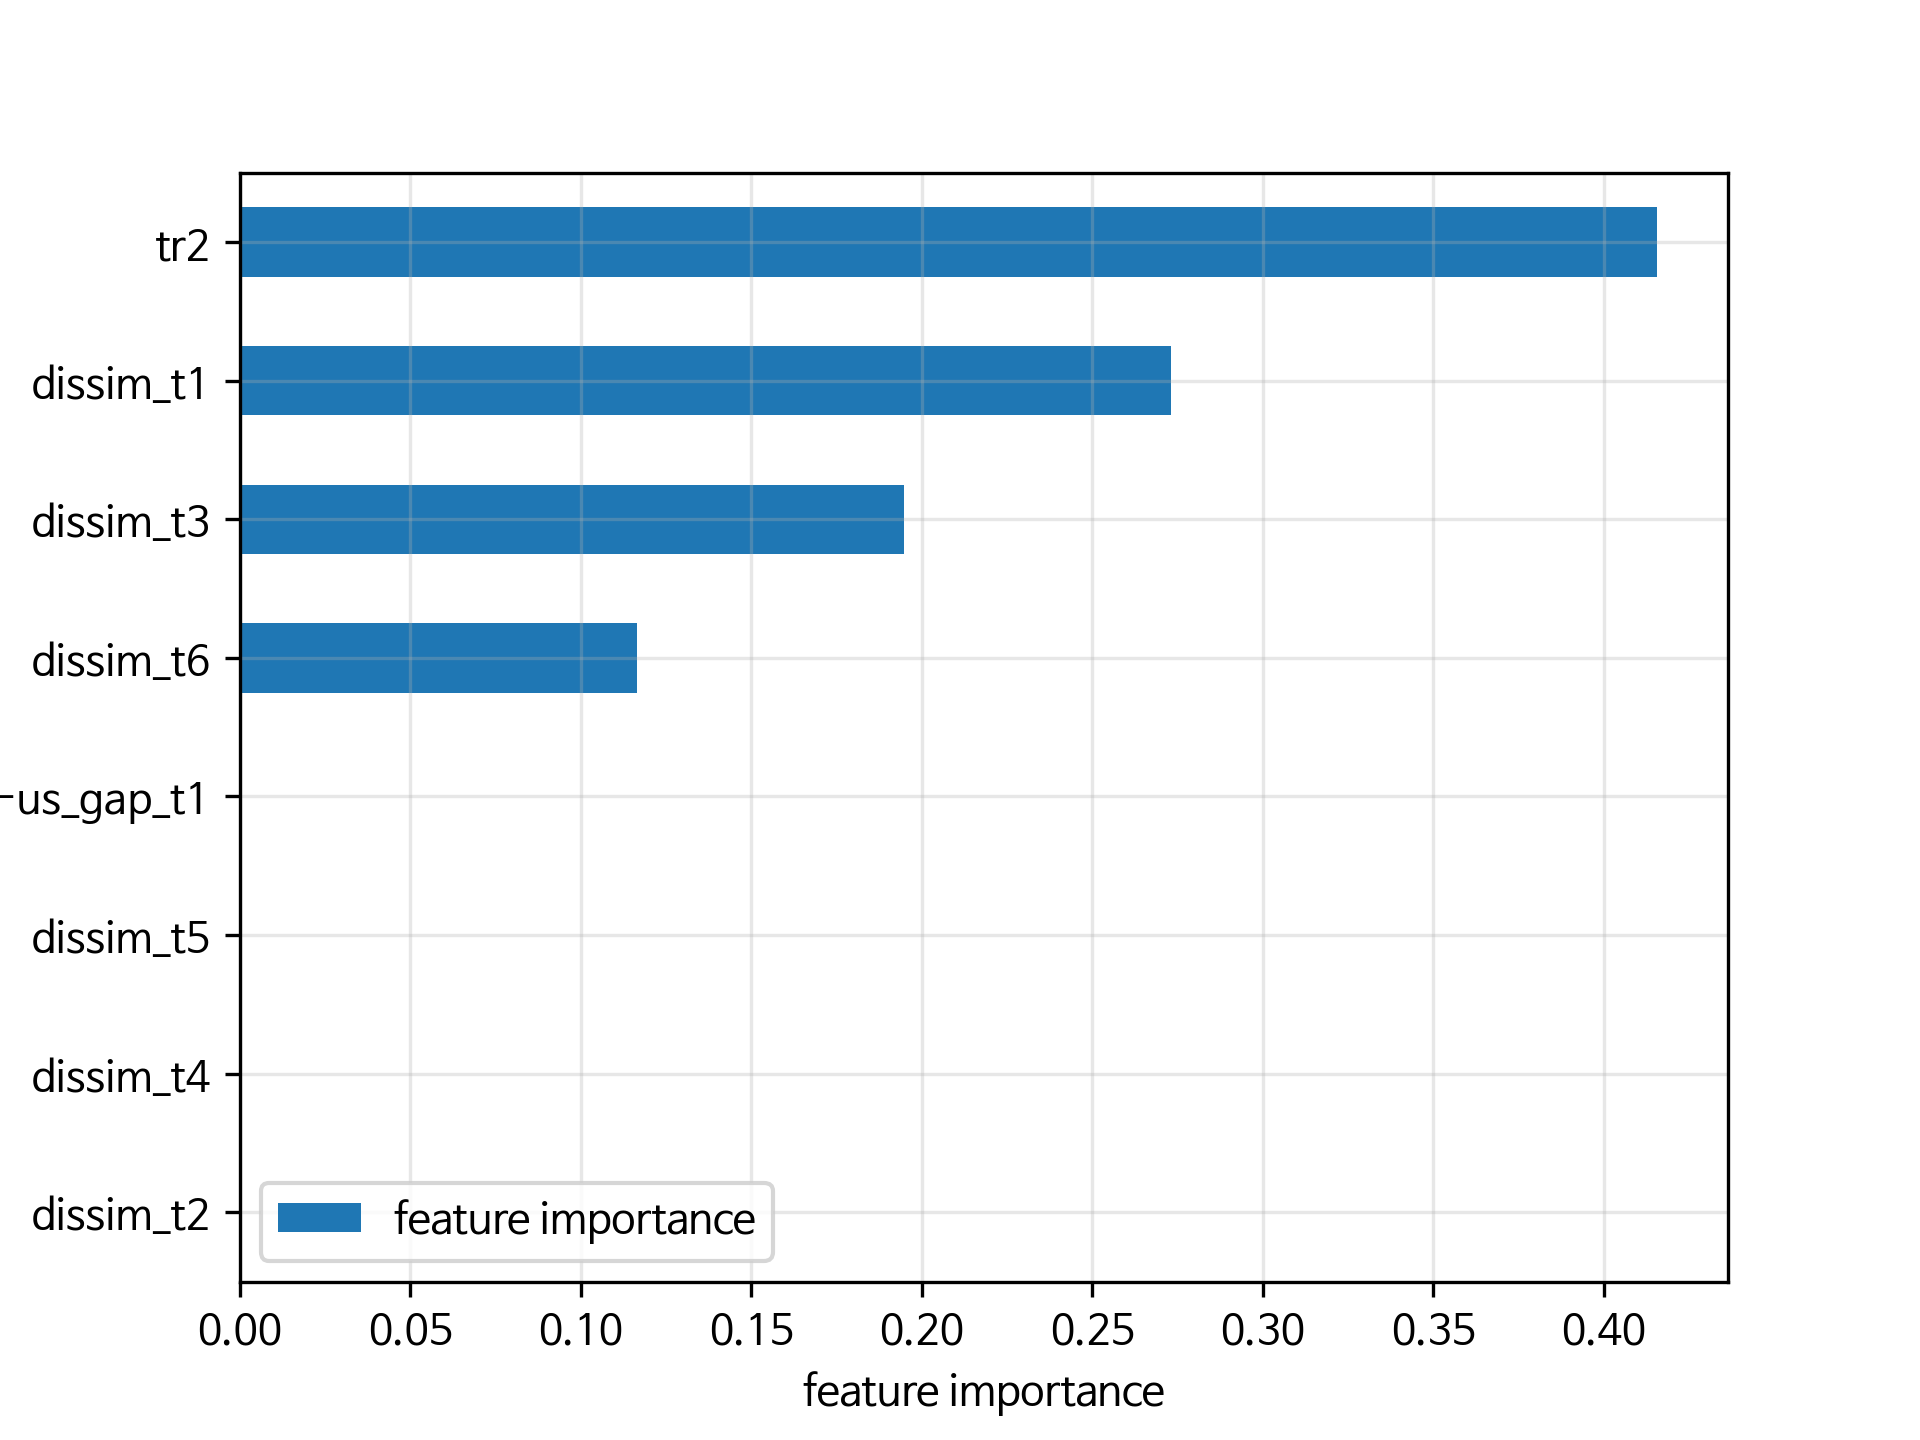 tr2
dissim_t1
dissim_t3
dissim_t6
-us_gap_t1
dissim_t5
dissim_t4
dissim_t2
feature importance
0.00 0.05 0.10 0.15 0.20 0.25 0.30 0.35 0.40
feature importance